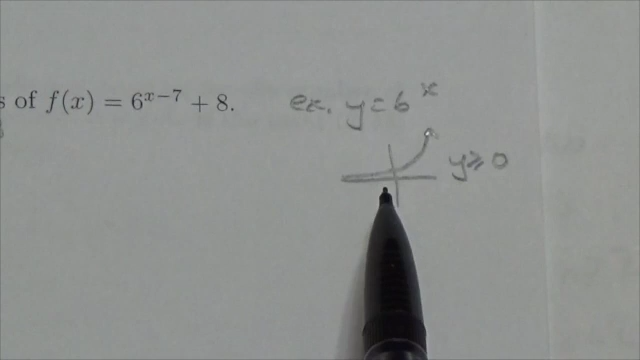 of f(x) = 6^{x−7} + 8.
ex. y = 6^x
y ≥ 0